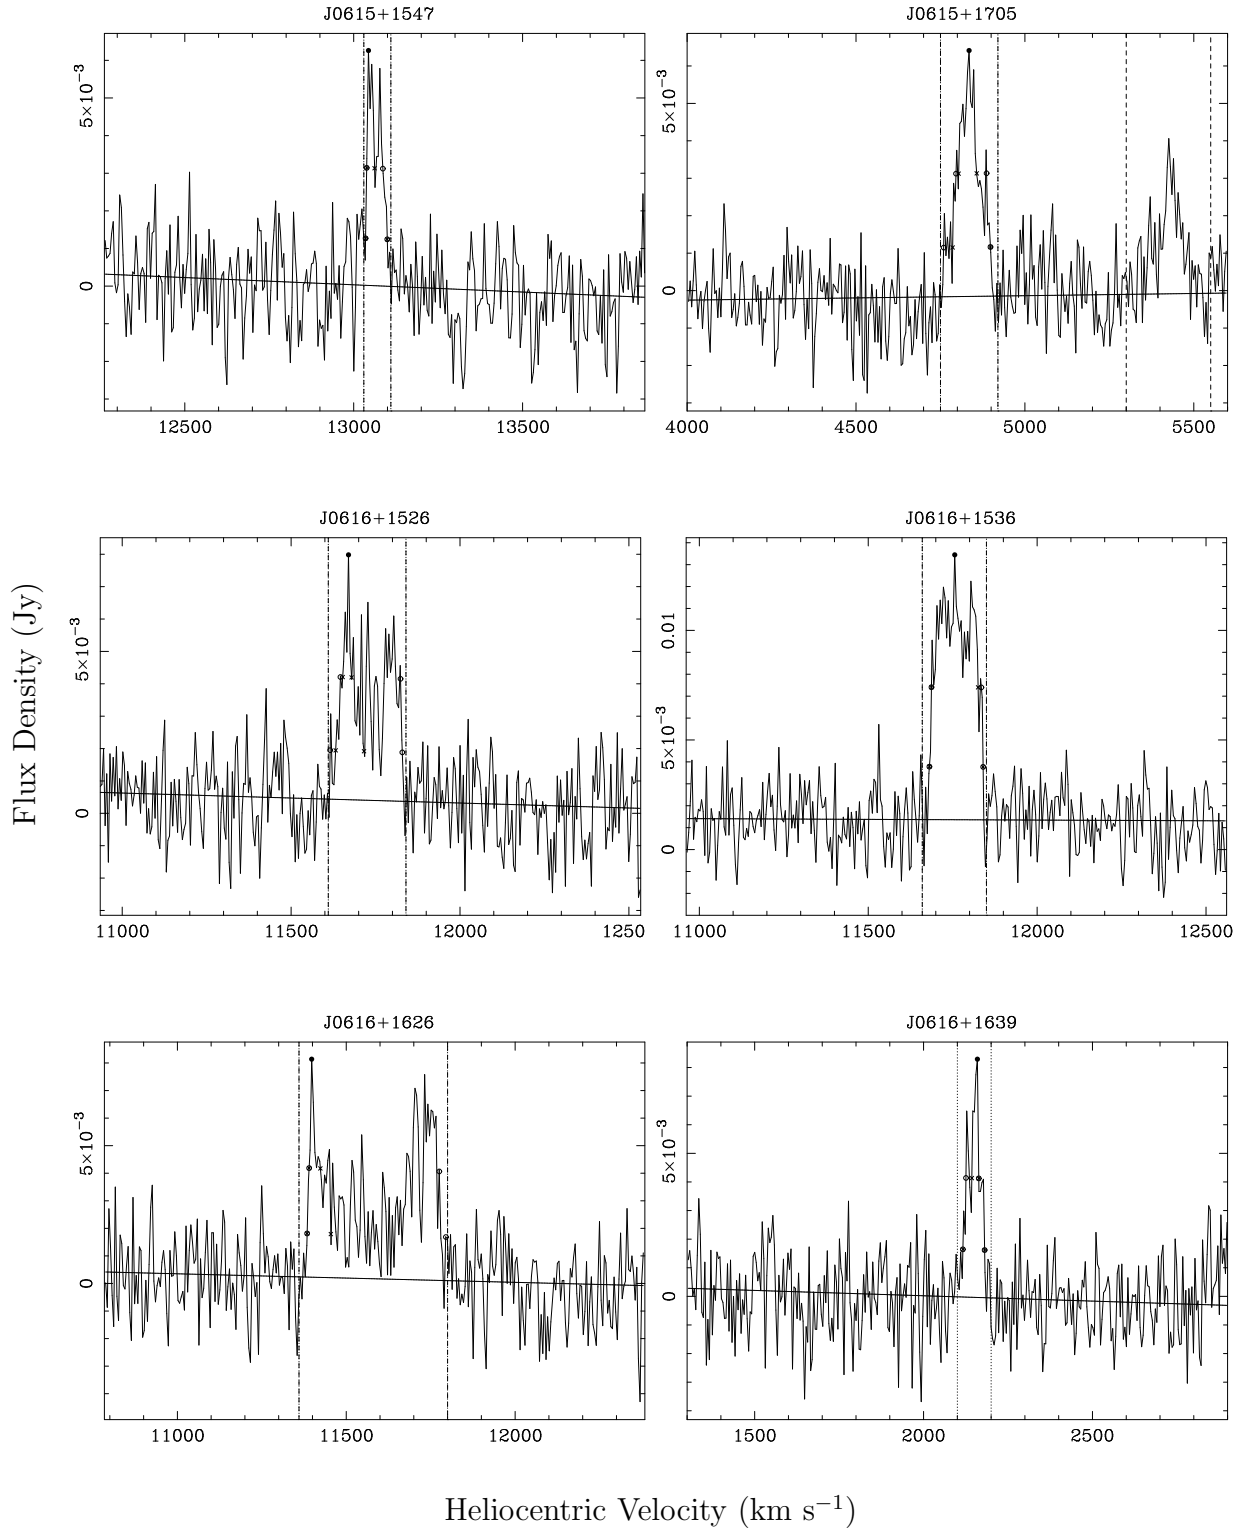 J0615+1547
J0615+1705
5×10⁻³
0
12500 13000 13500
5×10⁻³
0
4000 4500 5000 5500
J0616+1526
J0616+1536
5×10⁻³
0
11000 11500 12000 1250
0.01
5×10⁻³
0
11000 11500 12000 12500
J0616+1626
J0616+1639
5×10⁻³
0
11000 11500 12000
5×10⁻³
0
1500 2000 2500
Flux Density (Jy)
Heliocentric Velocity (km s⁻¹)